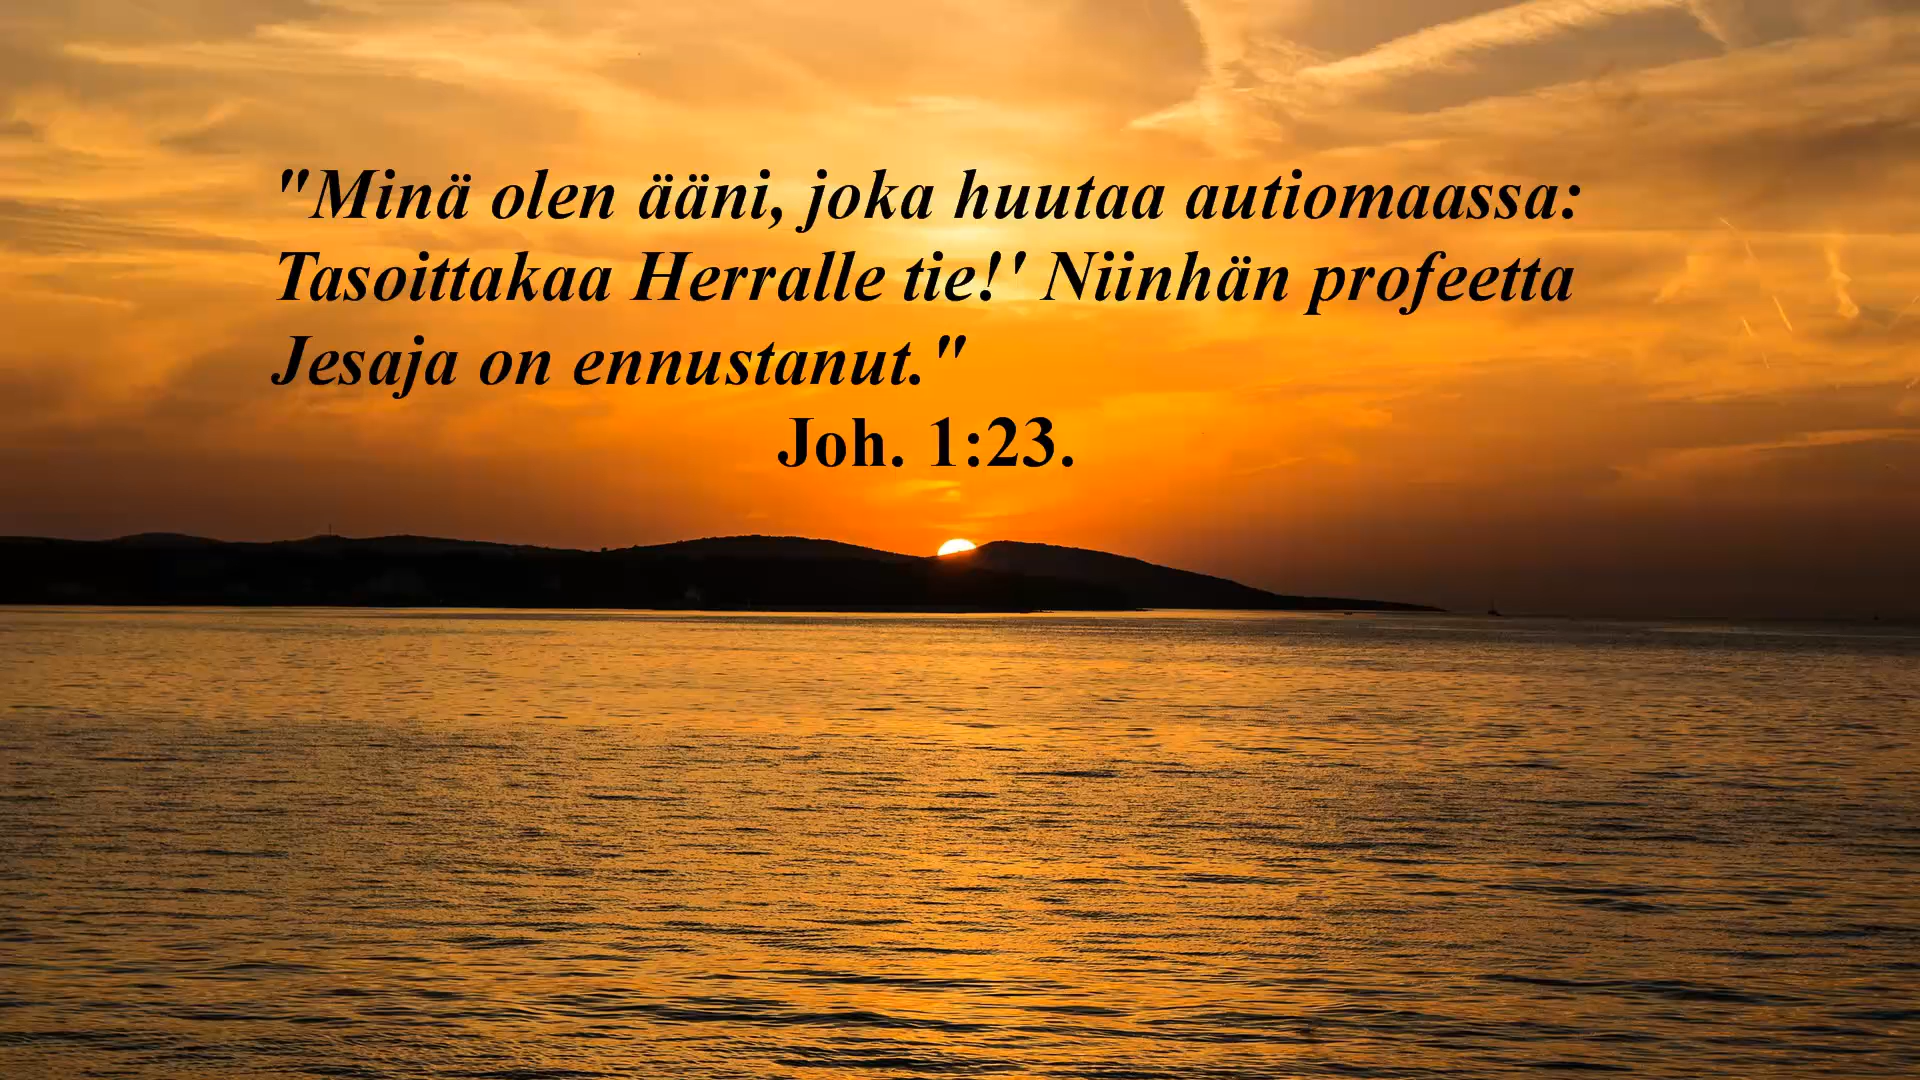 "Minä olen ääni, joka huutaa autiomaassa:
Tasoittakaa Herralle tie!' Niinhän profeetta
Jesaja on ennustanut."
Joh. 1:23.